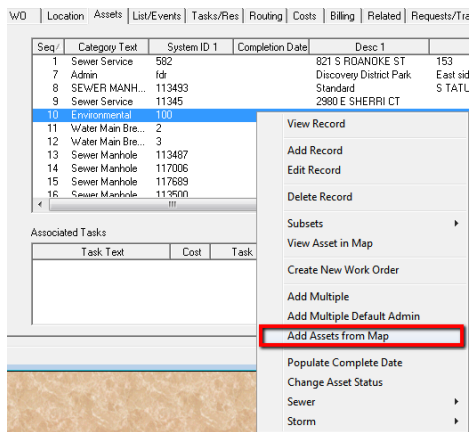 WO Location Assets List/Events Tasks/Res Routing Costs Billing Related Requests/Tra
Seq Category Text System ID 1 Completion Date Desc 1
1 Sewer Service 582 821 S ROANOKE ST 153
7 Admin fdr Discovery District Park East sid
8 SEWER MANH... 113493 Standard S TATU
9 Sewer Service 11345 2980 E SHERRI CT
10 Environmental 100
11 Water Main Bre... 2
12 Water Main Bre... 3
13 Sewer Manhole 113487
14 Sewer Manhole 117006
15 Sewer Manhole 117689
16 Sewer Manhole 113500
Associated Tasks
Task Text Cost Task
View Record
Add Record
Edit Record
Delete Record
Subsets
View Asset in Map
Create New Work Order
Add Multiple
Add Multiple Default Admin
Add Assets from Map
Populate Complete Date
Change Asset Status
Sewer
Storm